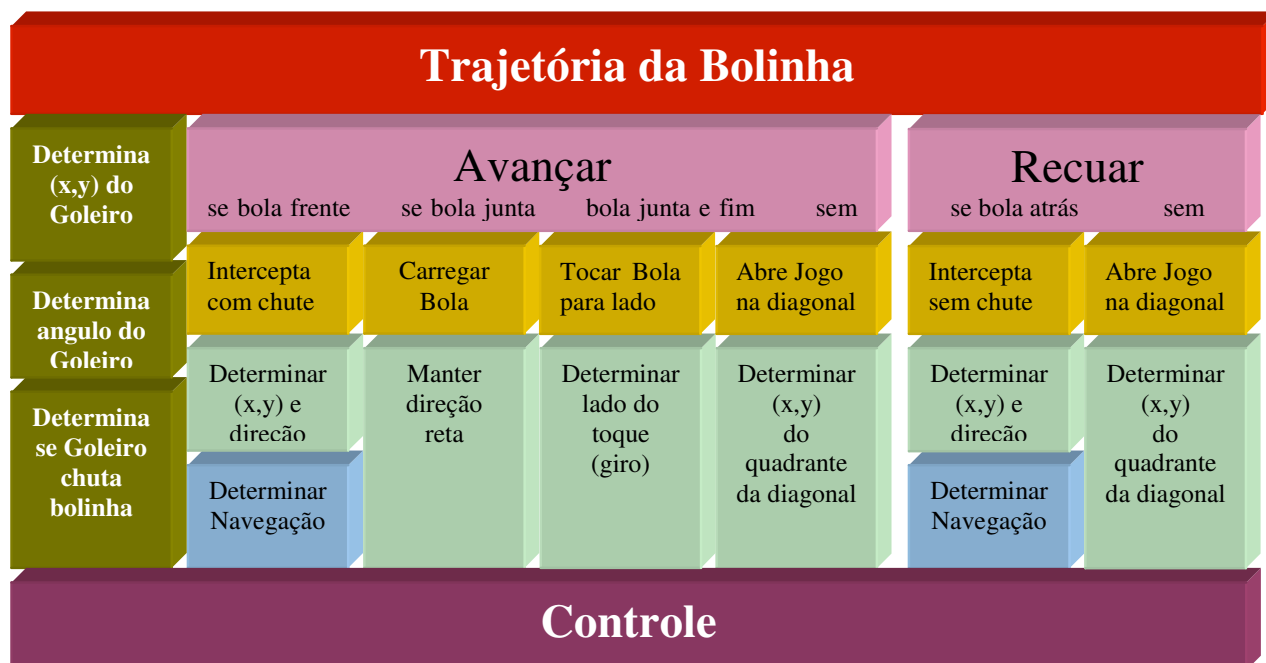 Trajetória da Bolinha
Determina
(x,y) do
Goleiro
Determina
angulo do
Goleiro
Determina
se Goleiro
chuta
bolinha
Avançar
se bola frente
se bola junta
bola junta e fim
sem
Intercepta
com chute
Carregar
Bola
Tocar Bola
para lado
Abre Jogo
na diagonal
Determinar
(x,y) e
direção
Manter
direção
reta
Determinar
lado do
toque
(giro)
Determinar
(x,y)
do
quadrante
da diagonal
Determinar
Navegação
Recuar
se bola atrás
sem
Intercepta
sem chute
Abre Jogo
na diagonal
Determinar
(x,y) e
direção
Determinar
(x,y)
do
quadrante
da diagonal
Determinar
Navegação
Controle